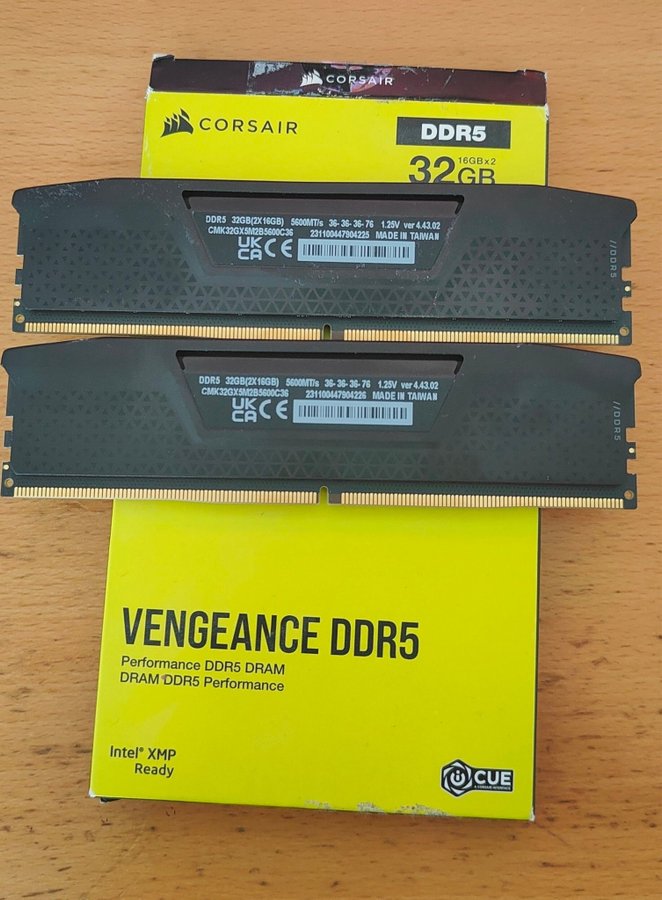 CORSAIR
CORSAIR
DDR5
16GBx2
32GB
DDR5 32GB(2X16GB) 5600MT/s 36-36-36-76 1.25V ver 4.43.02
CMK32GX5M2B5600C36 231100447904225 MADE IN TAIWAN
UK
CA CE
//DDR5
DDR5 32GB(2X16GB) 5600MT/s 36-36-36-76 1.25V ver 4.43.02
CMK32GX5M2B5600C36 231100447904226 MADE IN TAIWAN
UK
CA CE
//DDR5
VENGEANCE DDR5
Performance DDR5 DRAM
DRAM DDR5 Performance
Intel® XMP
Ready
iCUE
A CORSAIR INTERFACE